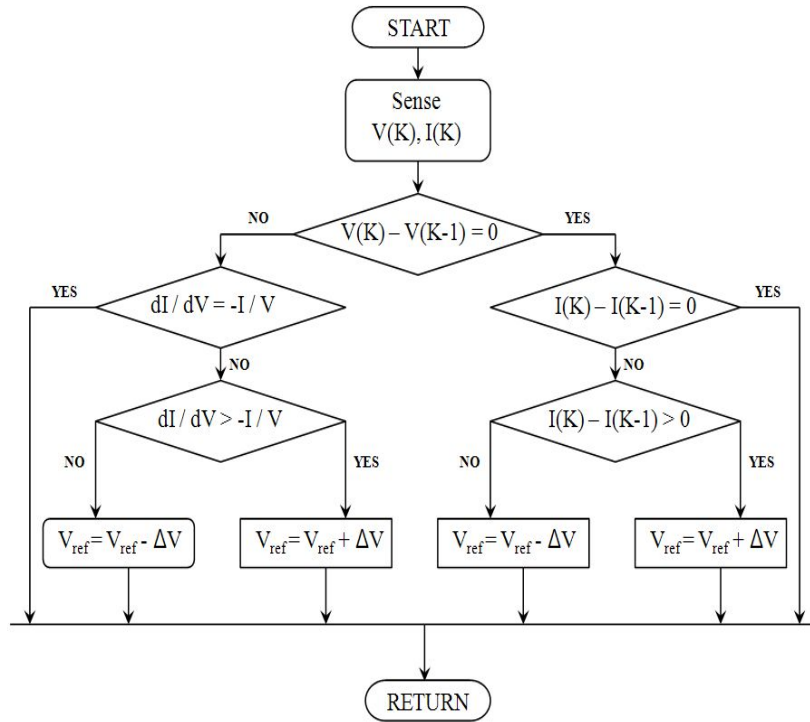 START
Sense
V(K), I(K)
NO
YES
V(K) – V(K-1) = 0
YES
dI / dV = -I / V
I(K) – I(K-1) = 0
YES
NO
NO
dI / dV > -I / V
I(K) – I(K-1) > 0
NO
YES
NO
YES
Vref = Vref - ΔV
Vref = Vref + ΔV
Vref = Vref - ΔV
Vref = Vref + ΔV
RETURN